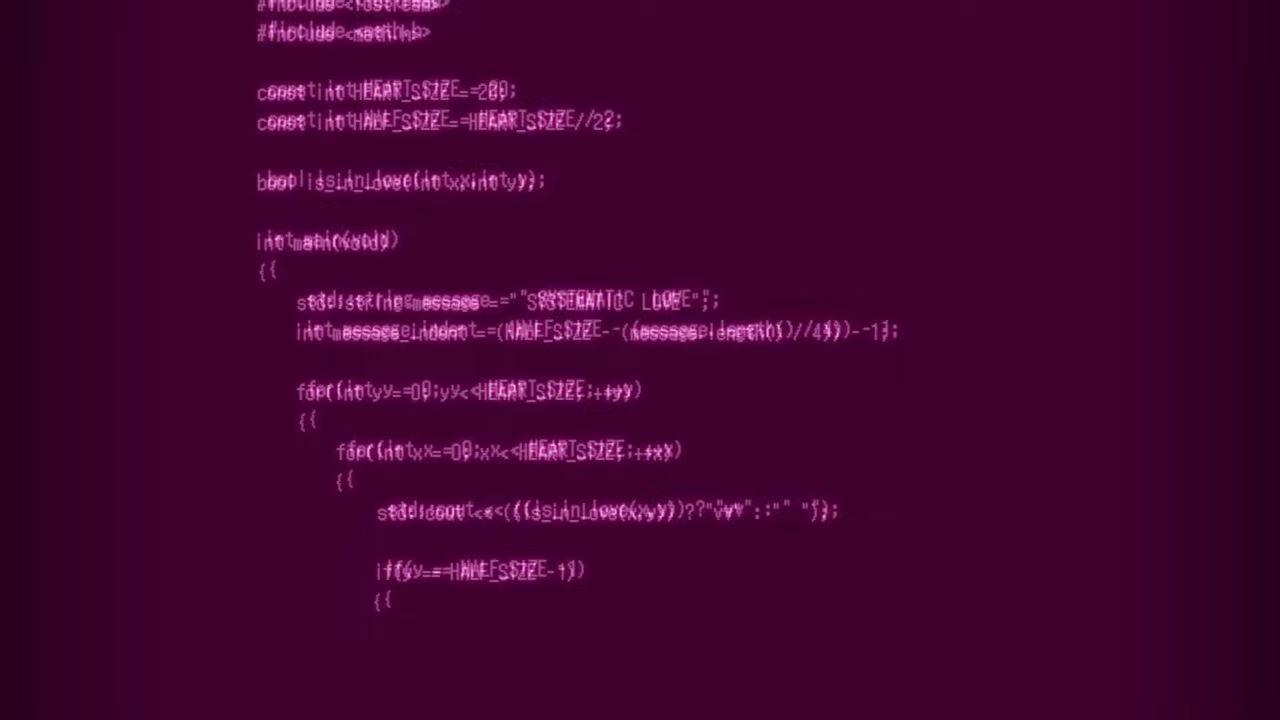 #include <iostream>
#include <math.h>
const int HEART_SIZE = 20;
const int HALF_SIZE = HEART_SIZE / 2;
bool is_in_love(int x, int y);
int main(void)
{
std::string message = " SYSTEMATIC LOVE";
int message_indent = (HALF_SIZE - (message.length() / 4)) - 1;
for(int y = 0; y < HEART_SIZE; ++y)
{
for(int x = 0; x < HEART_SIZE; ++x)
{
std::cout << ((is_in_love(x,y)) ? "v" : " ");
if(y == HALF_SIZE - 1)
{